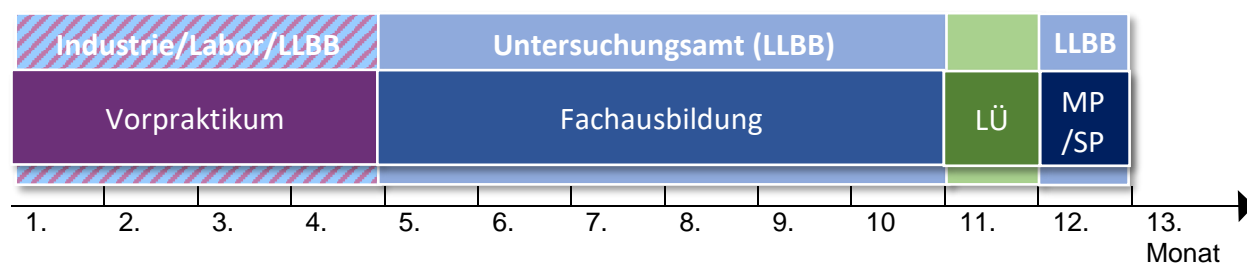 Industrie/Labor/LLBB Untersuchungsamt (LLBB) LLBB
Vorpraktikum Fachausbildung LÜ MP
/SP
1. 2. 3. 4. 5. 6. 7. 8. 9. 10 11. 12. 13.
Monat